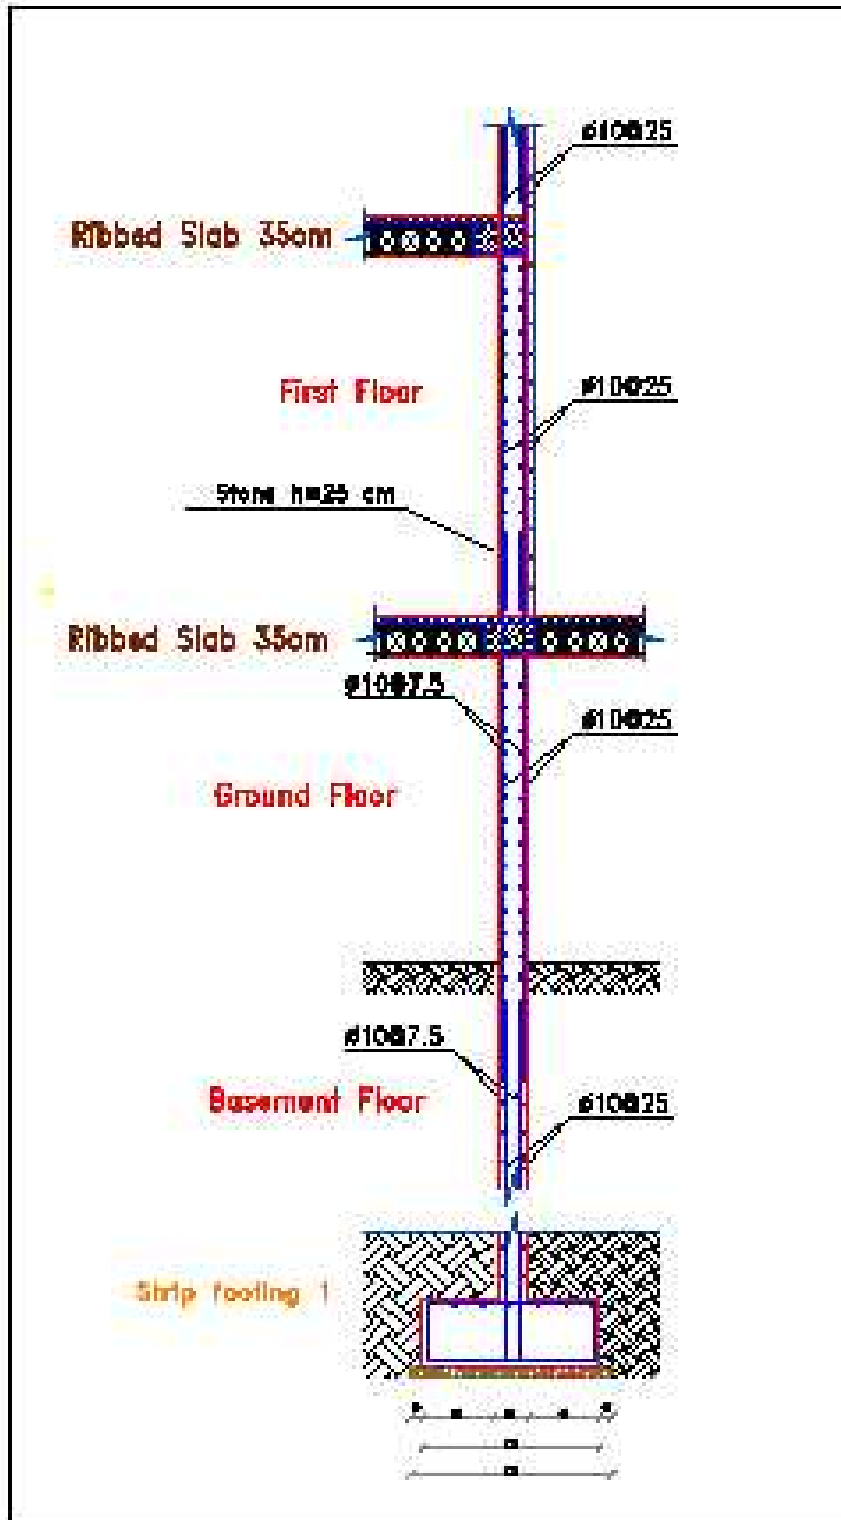 ø10@25
Ribbed Slab 35cm
First Floor
ø10@25
Stone h=25 cm
Ribbed Slab 35cm
ø10@7.5
ø10@25
Ground Floor
ø10@7.5
Basement Floor
ø10@25
Strip footing 1